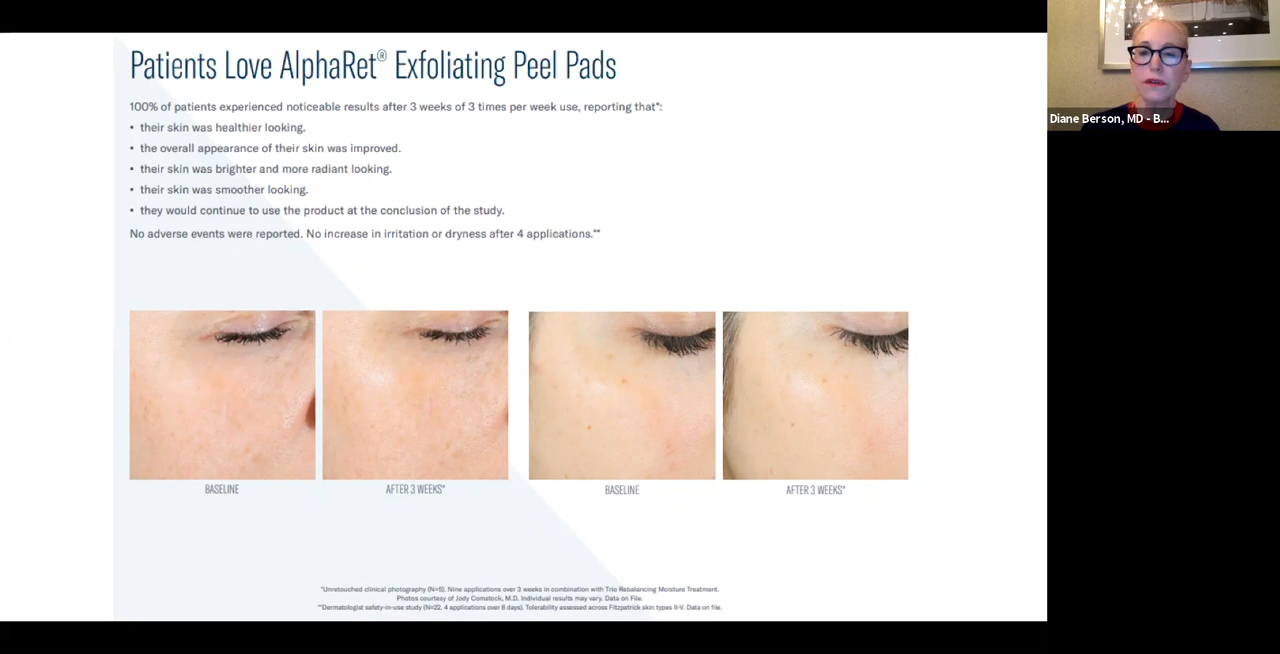 Patients Love AlphaRet® Exfoliating Peel Pads
100% of patients experienced noticeable results after 3 weeks of 3 times per week use, reporting that*:
• their skin was healthier looking.
• the overall appearance of their skin was improved.
• their skin was brighter and more radiant looking.
• their skin was smoother looking.
• they would continue to use the product at the conclusion of the study.
No adverse events were reported. No increase in irritation or dryness after 4 applications.**
BASELINE
AFTER 3 WEEKS*
BASELINE
AFTER 3 WEEKS*
*Unretouched clinical photography (N=6). Nine applications over 3 weeks in combination with Trio Rebalancing Moisture Treatment.
Photos courtesy of Jody Comstock, M.D. Individual results may vary. Data on File.
**Dermatologist safety-in-use study (N=22, 4 applications over 8 days). Tolerability assessed across Fitzpatrick skin types II-V. Data on file.
Diane Berson, MD - B...